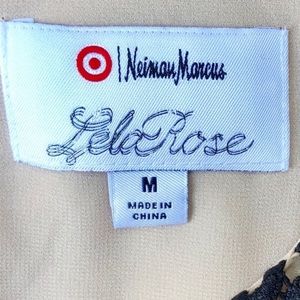 Neiman Marcus
Lela Rose
M
MADE IN
CHINA